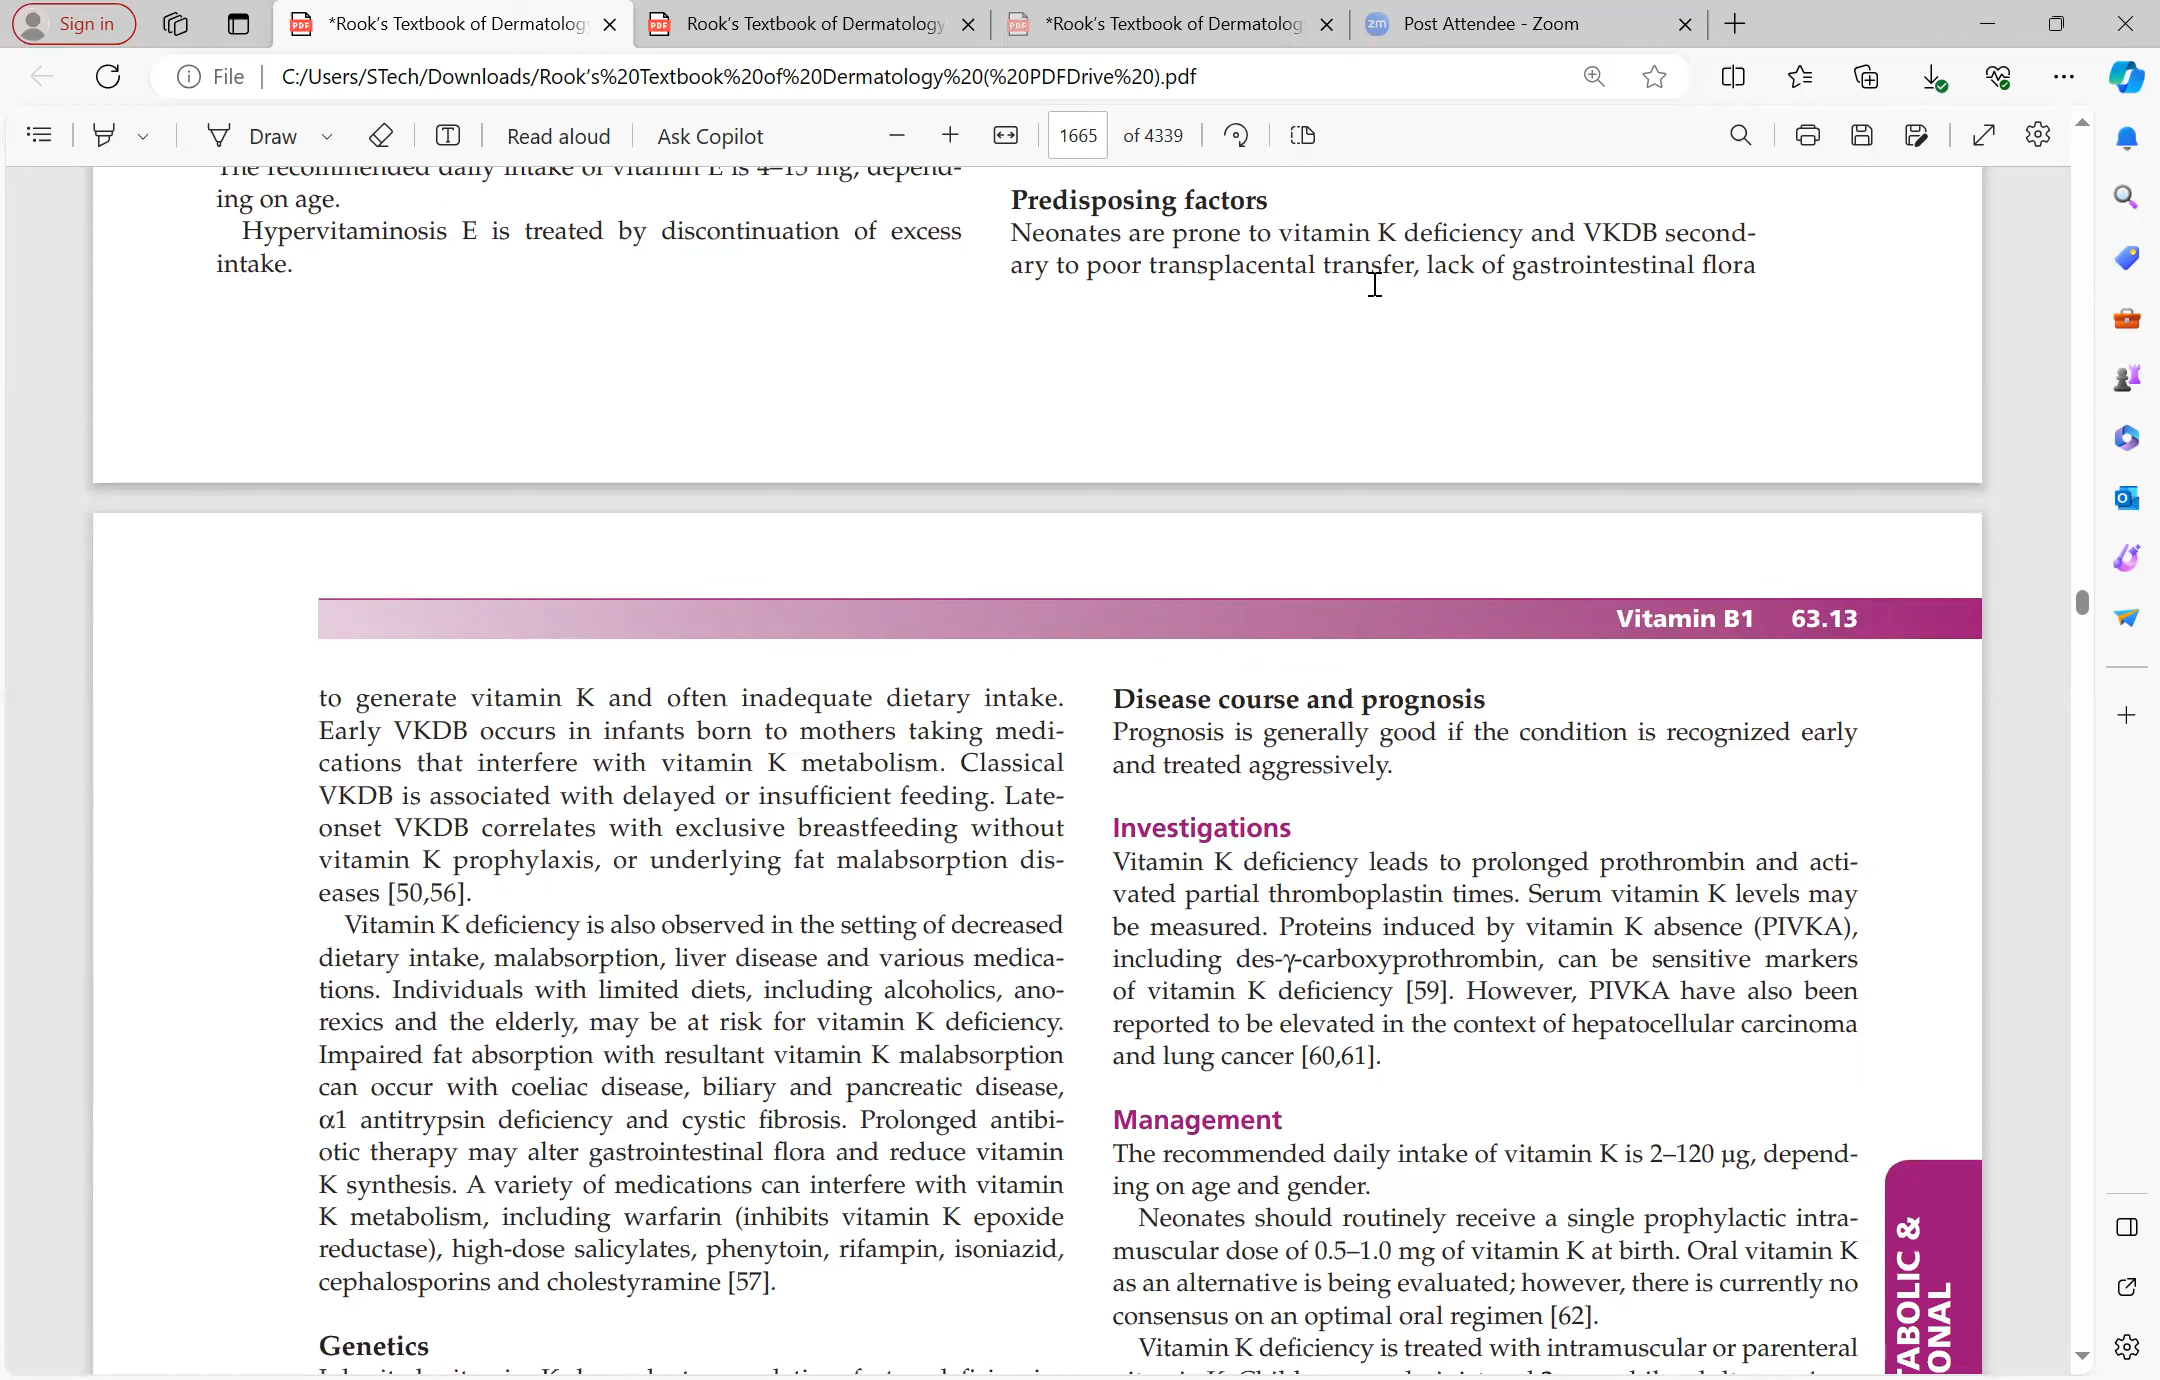 Sign in
*Rook's Textbook of Dermatolog
Rook's Textbook of Dermatology
*Rook's Textbook of Dermatolog
zm Post Attendee - Zoom
File
C:/Users/STech/Downloads/Rook's%20Textbook%20of%20Dermatology%20(%20PDFDrive%20).pdf
Draw
Read aloud
Ask Copilot
1665 of 4339
The recommended daily intake of vitamin E is 4–15 mg, depend-
ing on age.
Hypervitaminosis E is treated by discontinuation of excess
intake.
Predisposing factors
Neonates are prone to vitamin K deficiency and VKDB second-
ary to poor transplacental transfer, lack of gastrointestinal flora
Vitamin B1 63.13
to generate vitamin K and often inadequate dietary intake.
Early VKDB occurs in infants born to mothers taking medi-
cations that interfere with vitamin K metabolism. Classical
VKDB is associated with delayed or insufficient feeding. Late-
onset VKDB correlates with exclusive breastfeeding without
vitamin K prophylaxis, or underlying fat malabsorption dis-
eases [50,56].
Vitamin K deficiency is also observed in the setting of decreased
dietary intake, malabsorption, liver disease and various medica-
tions. Individuals with limited diets, including alcoholics, ano-
rexics and the elderly, may be at risk for vitamin K deficiency.
Impaired fat absorption with resultant vitamin K malabsorption
can occur with coeliac disease, biliary and pancreatic disease,
α1 antitrypsin deficiency and cystic fibrosis. Prolonged antibi-
otic therapy may alter gastrointestinal flora and reduce vitamin
K synthesis. A variety of medications can interfere with vitamin
K metabolism, including warfarin (inhibits vitamin K epoxide
reductase), high-dose salicylates, phenytoin, rifampin, isoniazid,
cephalosporins and cholestyramine [57].
Genetics
Disease course and prognosis
Prognosis is generally good if the condition is recognized early
and treated aggressively.
Investigations
Vitamin K deficiency leads to prolonged prothrombin and acti-
vated partial thromboplastin times. Serum vitamin K levels may
be measured. Proteins induced by vitamin K absence (PIVKA),
including des-γ-carboxyprothrombin, can be sensitive markers
of vitamin K deficiency [59]. However, PIVKA have also been
reported to be elevated in the context of hepatocellular carcinoma
and lung cancer [60,61].
Management
The recommended daily intake of vitamin K is 2–120 μg, depend-
ing on age and gender.
Neonates should routinely receive a single prophylactic intra-
muscular dose of 0.5–1.0 mg of vitamin K at birth. Oral vitamin K
as an alternative is being evaluated; however, there is currently no
consensus on an optimal oral regimen [62].
Vitamin K deficiency is treated with intramuscular or parenteral
TABOLIC &
ONAL